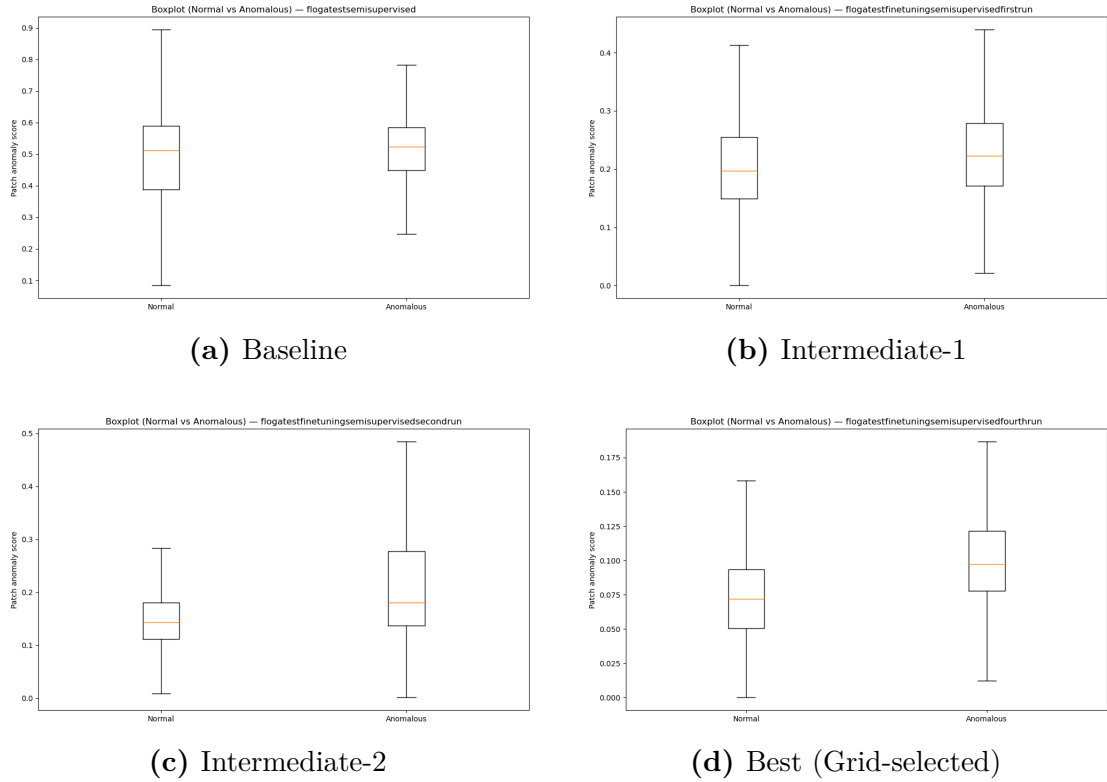 Boxplot (Normal vs Anomalous) — flogatestsemisupervised
0.9
0.8
0.7
0.6
0.5
0.4
0.3
0.2
0.1
Patch anomaly score
Normal
Anomalous
(a) Baseline
Boxplot (Normal vs Anomalous) — flogatestfinetuningsemisupervisedfirstrun
0.4
0.3
0.2
0.1
0.0
Patch anomaly score
Normal
Anomalous
(b) Intermediate-1
Boxplot (Normal vs Anomalous) — flogatestfinetuningsemisupervisedsecondrun
0.5
0.4
0.3
0.2
0.1
0.0
Patch anomaly score
Normal
Anomalous
(c) Intermediate-2
Boxplot (Normal vs Anomalous) — flogatestfinetuningsemisupervisedfourthrun
0.175
0.150
0.125
0.100
0.075
0.050
0.025
0.000
Patch anomaly score
Normal
Anomalous
(d) Best (Grid-selected)